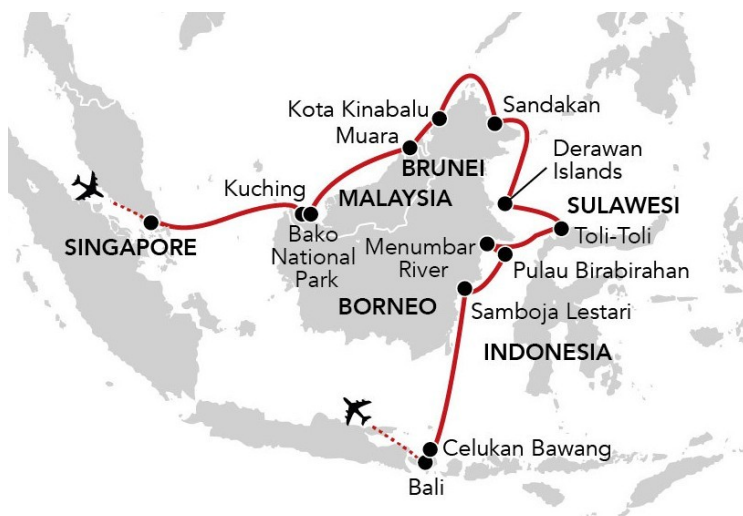 Kota Kinabalu
Sandakan
Muara
BRUNEI
Derawan
Islands
Kuching
MALAYSIA
SULAWESI
SINGAPORE
Bako
National
Park
Menumbar
River
Toli-Toli
Pulau Birabirahan
BORNEO
Samboja Lestari
INDONESIA
Celukan Bawang
Bali